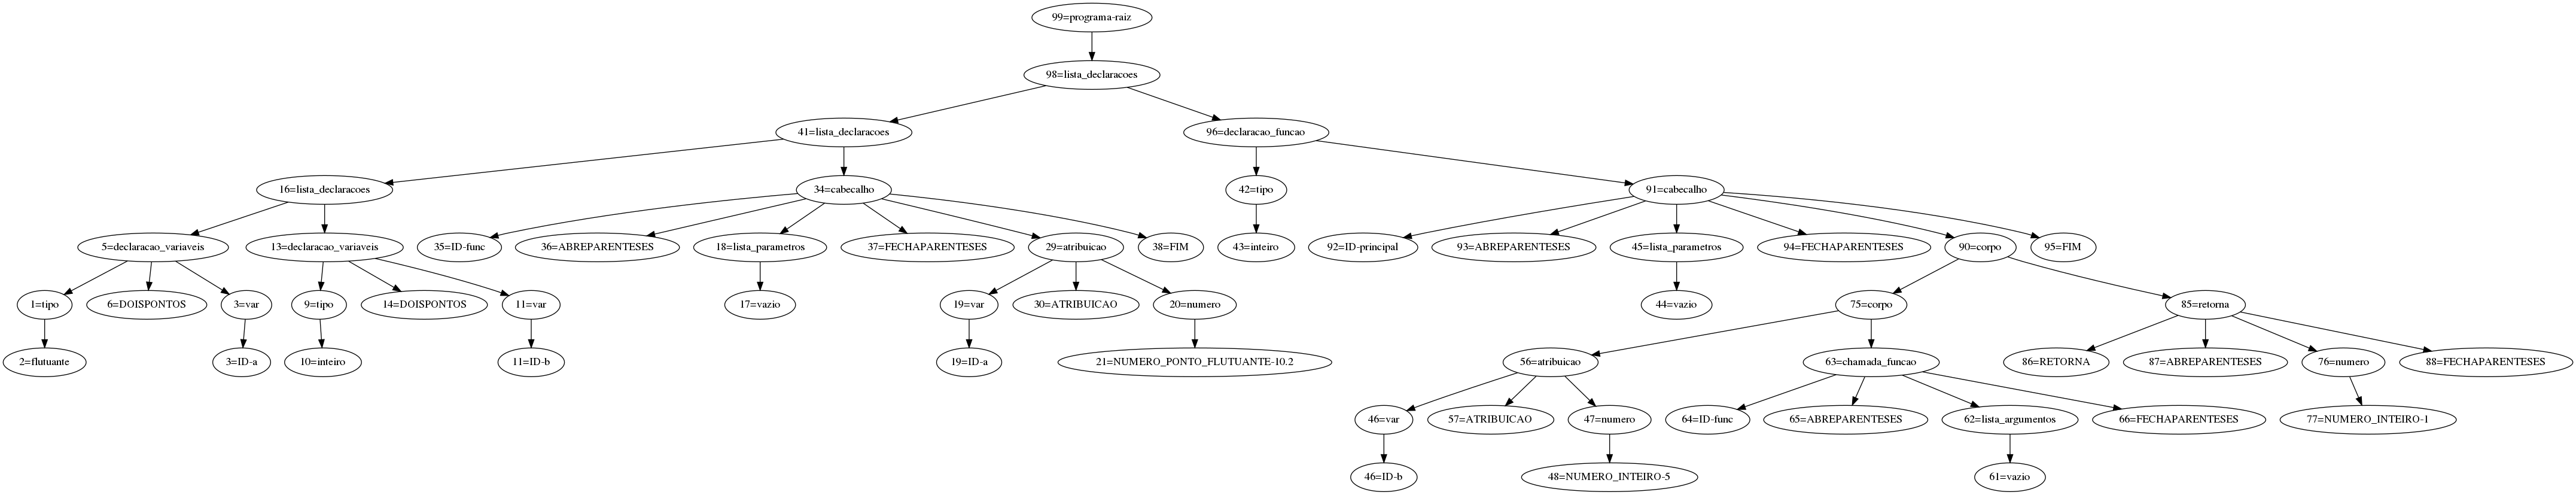 99=programa-raiz
98=lista_declaracoes
41=lista_declaracoes
96=declaracao_funcao
16=lista_declaracoes
34=cabecalho
42=tipo
91=cabecalho
5=declaracao_variaveis
13=declaracao_variaveis
35=ID-func
36=ABREPARENTESES
18=lista_parametros
37=FECHAPARENTESES
29=atribuicao
38=FIM
43=inteiro
92=ID-principal
93=ABREPARENTESES
45=lista_parametros
94=FECHAPARENTESES
90=corpo
95=FIM
1=tipo
6=DOISPONTOS
3=var
9=tipo
14=DOISPONTOS
11=var
17=vazio
19=var
30=ATRIBUICAO
20=numero
44=vazio
75=corpo
85=retorna
2=flutuante
3=ID-a
10=inteiro
11=ID-b
19=ID-a
21=NUMERO_PONTO_FLUTUANTE-10.2
56=atribuicao
63=chamada_funcao
86=RETORNA
87=ABREPARENTESES
76=numero
88=FECHAPARENTESES
46=var
57=ATRIBUICAO
47=numero
64=ID-func
65=ABREPARENTESES
62=lista_argumentos
66=FECHAPARENTESES
77=NUMERO_INTEIRO-1
46=ID-b
48=NUMERO_INTEIRO-5
61=vazio